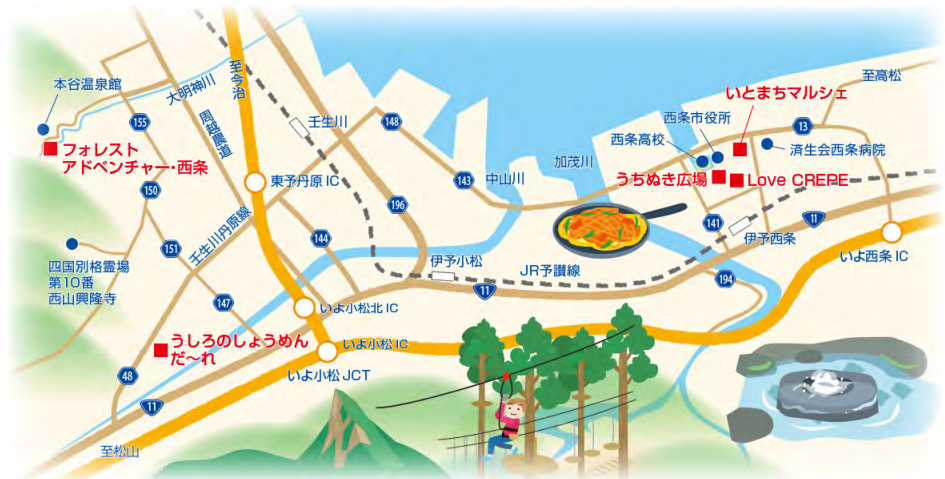 本谷温泉館
フォレスト
アドベンチャー・西条
大明神川
周越農道
至今治
155
150
151
147
48
11
四国別格霊場
第10番
西山興隆寺
壬生川丹原線
うしろのしょうめん
だ〜れ
至松山
東予丹原IC
いよ小松北IC
いよ小松IC
いよ小松JCT
144
196
壬生川
148
143
中山川
伊予小松
11
JR予讃線
加茂川
西条高校
西条市役所
いとまちマルシェ
13
至高松
済生会西条病院
うちぬき広場
Love CREPE
141
伊予西条
11
194
いよ西条IC